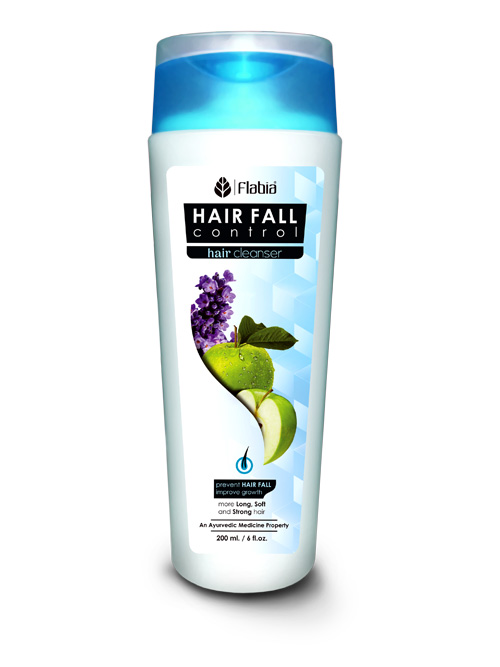 Flabia®
HAIR FALL
control
hair cleanser
prevent HAIR FALL
improve growth
more Long, Soft
and Strong hair
An Ayurvedic Medicine Property
200 ml. / 6 fl.oz.